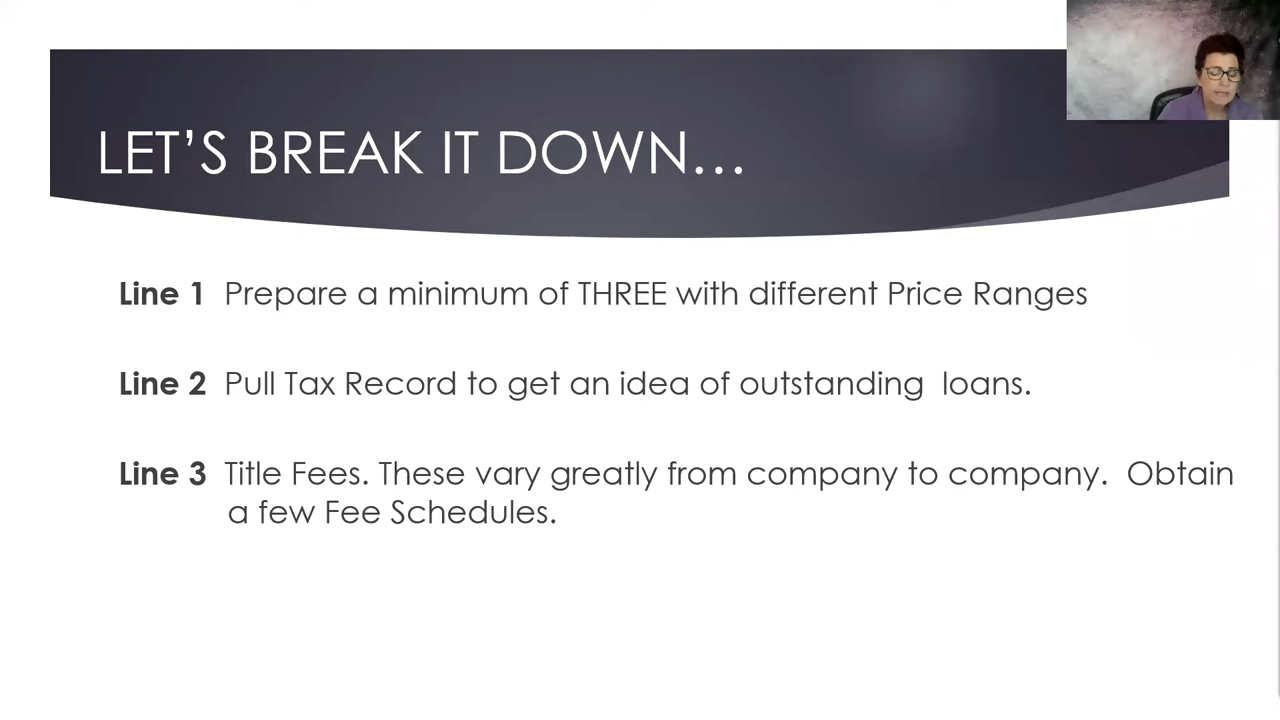 LET’S BREAK IT DOWN…
Line 1 Prepare a minimum of THREE with different Price Ranges
Line 2 Pull Tax Record to get an idea of outstanding loans.
Line 3 Title Fees. These vary greatly from company to company. Obtain
a few Fee Schedules.